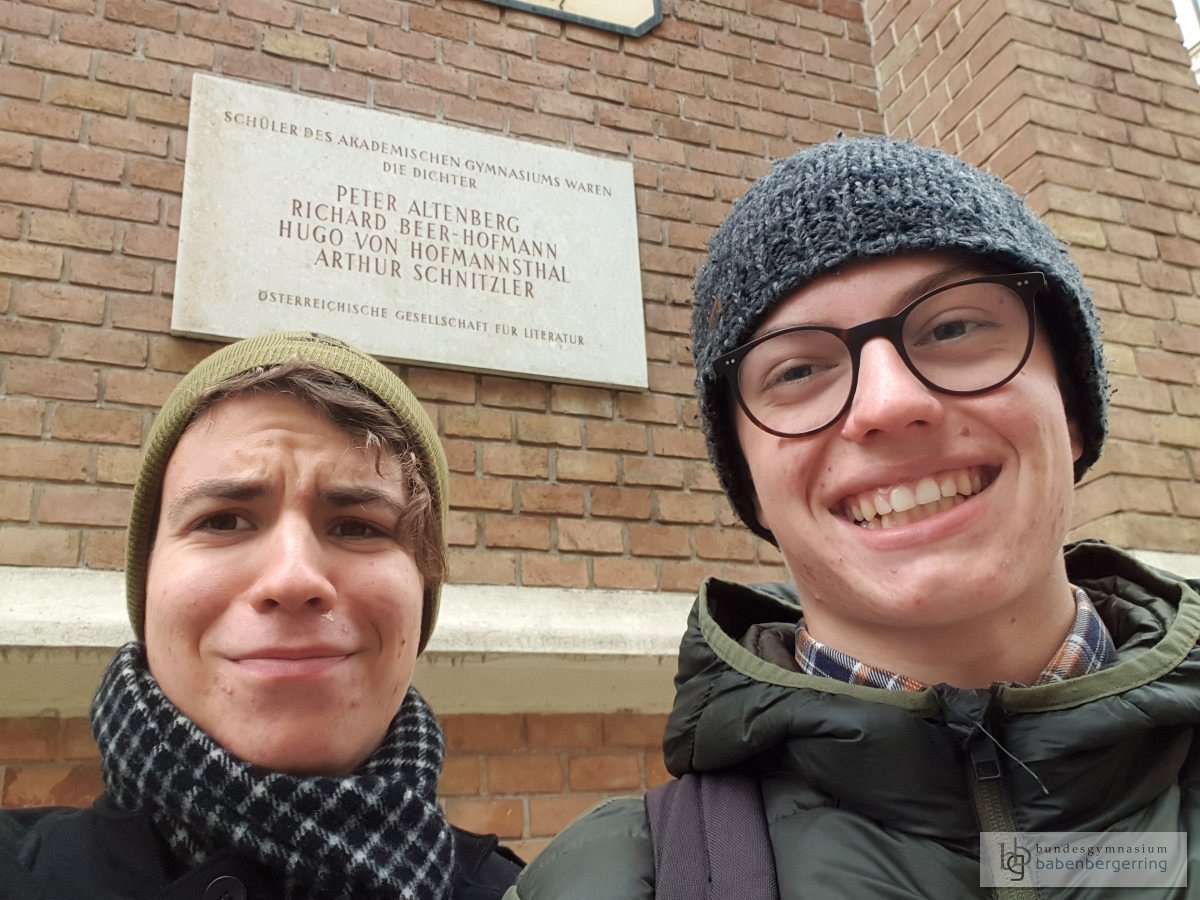 SCHÜLER DES AKADEMISCHEN GYMNASIUMS WAREN
DIE DICHTER
PETER ALTENBERG
RICHARD BEER-HOFMANN
HUGO VON HOFMANNSTHAL
ARTHUR SCHNITZLER
ÖSTERREICHISCHE GESELLSCHAFT FÜR LITERATUR
bg bundesgymnasium
babenbergerring